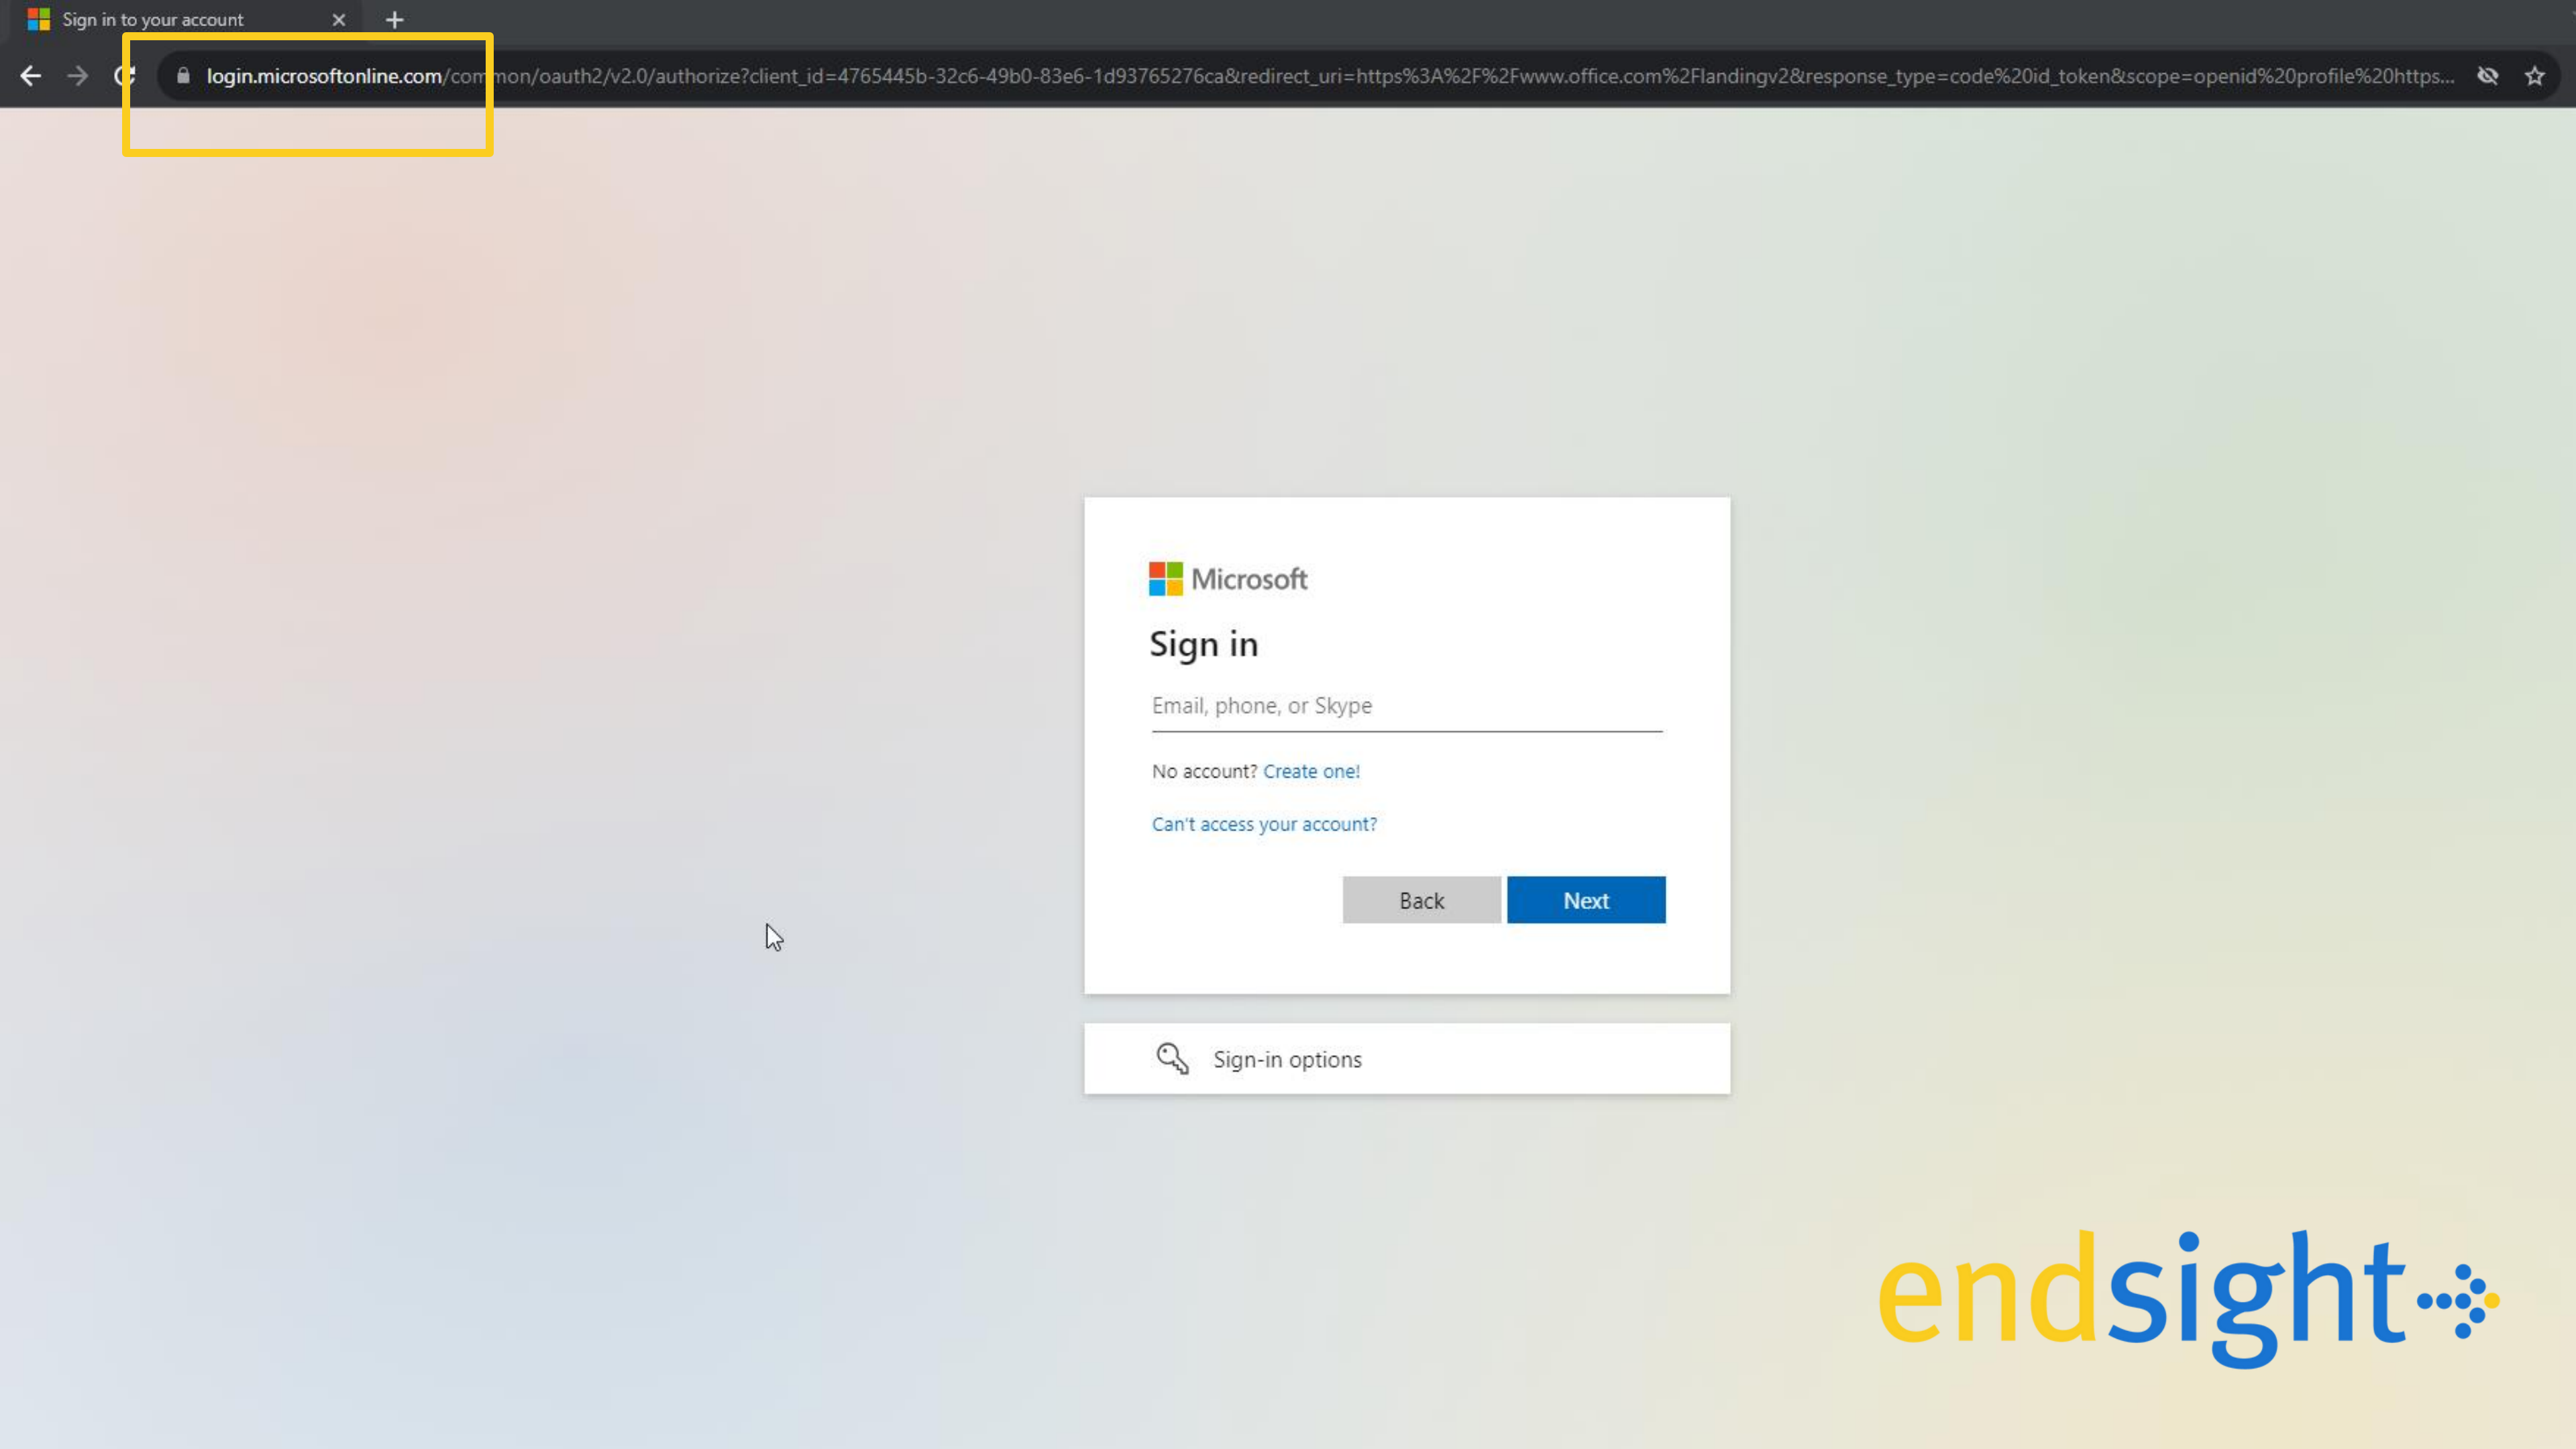 Sign in to your account
login.microsoftonline.com/common/oauth2/v2.0/authorize?client_id=4765445b-32c6-49b0-83e6-1d93765276ca&redirect_uri=https%3A%2F%2Fwww.office.com%2Flandingv2&response_type=code%20id_token&scope=openid%20profile%20https...
Microsoft
Sign in
Email, phone, or Skype
No account? Create one!
Can't access your account?
Back
Next
Sign-in options
endsight